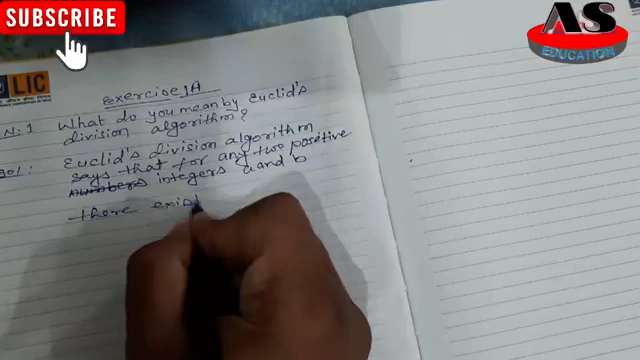 SUBSCRIBE
AS
EDUCATION
LIC
Exercise 1A
N: 1 What do you mean by Euclid's
division algorithm?
Sol: Euclid's division algorithm
says that for any two positive
numbers integers a and b
there exis